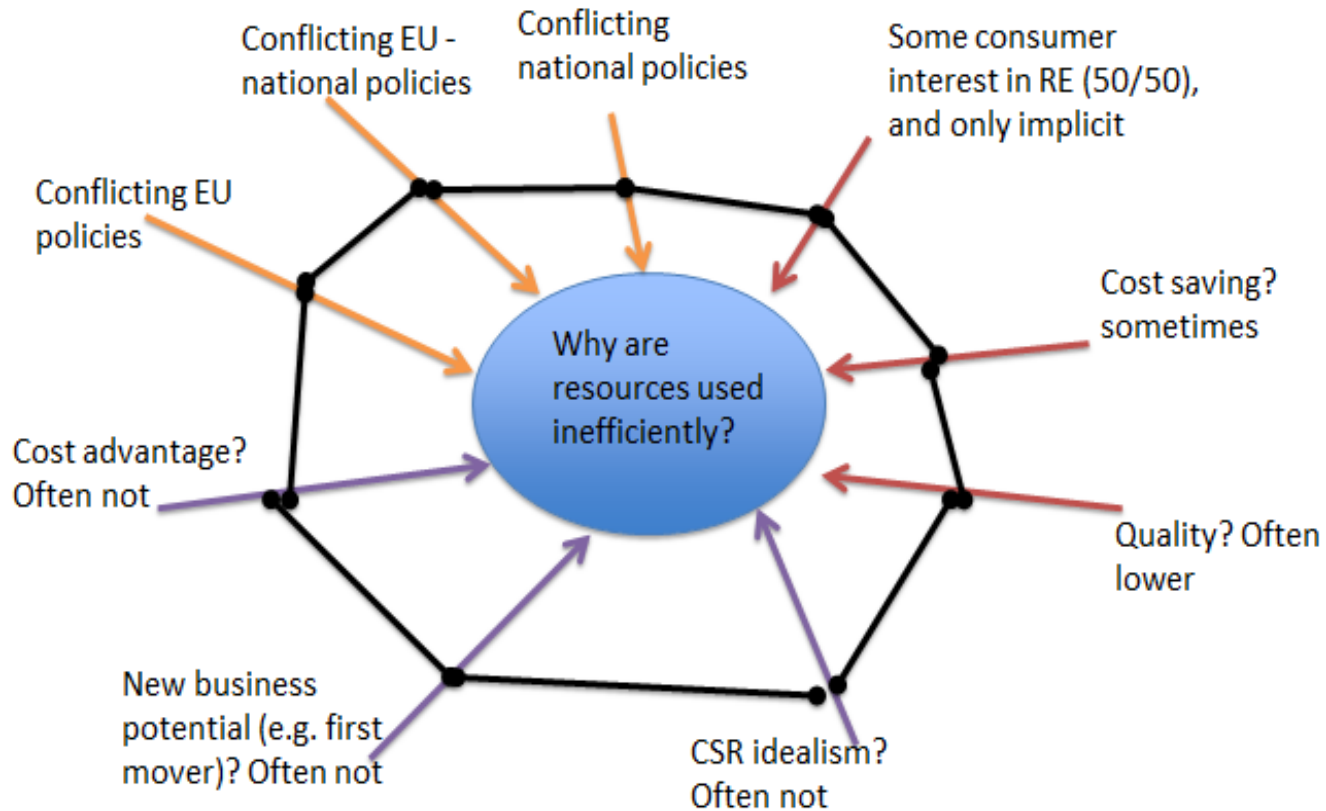 Conflicting EU -
national policies
Conflicting
national policies
Some consumer
interest in RE (50/50),
and only implicit
Conflicting EU
policies
Cost saving?
sometimes
Why are
resources used
inefficiently?
Cost advantage?
Often not
Quality? Often
lower
New business
potential (e.g. first
mover)? Often not
CSR idealism?
Often not